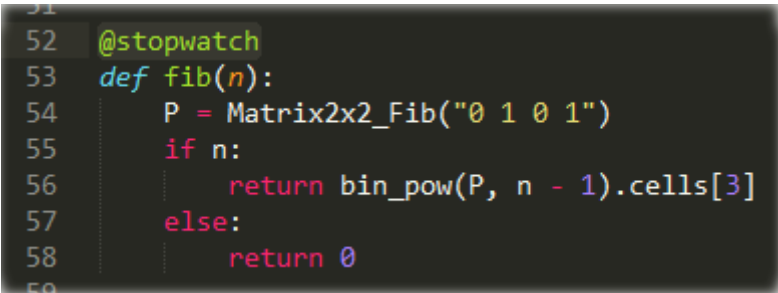 52 @stopwatch
53 def fib(n):
54     P = Matrix2x2_Fib("0 1 0 1")
55     if n:
56         return bin_pow(P, n - 1).cells[3]
57     else:
58         return 0